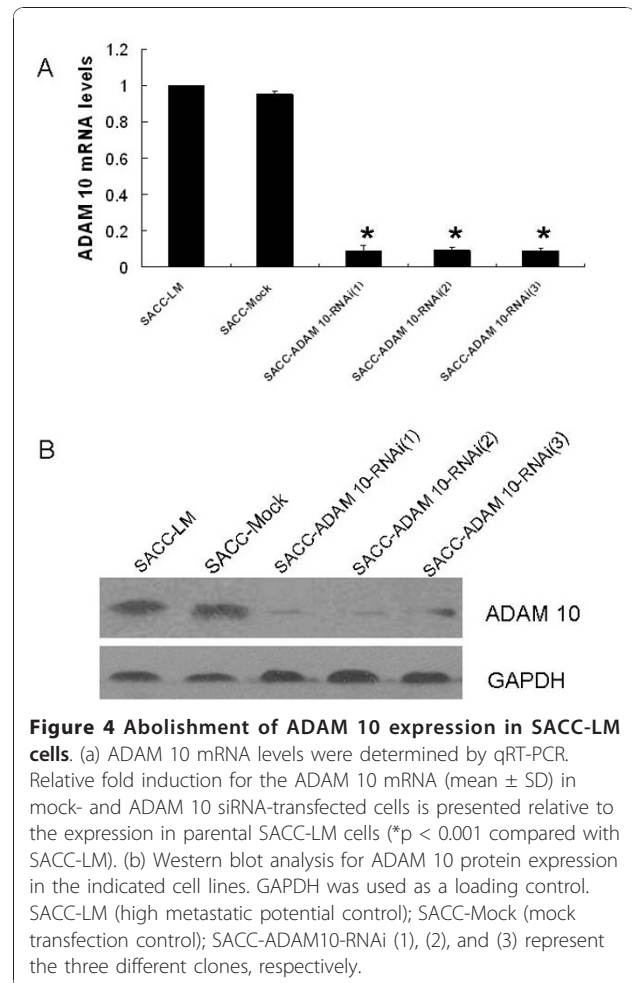 A
ADAM 10 mRNA levels
1.2
1
0.8
0.6
0.4
0.2
0
* * *
SACC-LM
SACC-Mock
SACC-ADAM 10-RNAi(1)
SACC-ADAM 10-RNAi(2)
SACC-ADAM 10-RNAi(3)
B
SACC-LM
SACC-Mock
SACC-ADAM 10-RNAi(1)
SACC-ADAM 10-RNAi(2)
SACC-ADAM 10-RNAi(3)
ADAM 10
GAPDH
Figure 4 Abolishment of ADAM 10 expression in SACC-LM
cells. (a) ADAM 10 mRNA levels were determined by qRT-PCR.
Relative fold induction for the ADAM 10 mRNA (mean ± SD) in
mock- and ADAM 10 siRNA-transfected cells is presented relative to
the expression in parental SACC-LM cells (*p < 0.001 compared with
SACC-LM). (b) Western blot analysis for ADAM 10 protein expression
in the indicated cell lines. GAPDH was used as a loading control.
SACC-LM (high metastatic potential control); SACC-Mock (mock
transfection control); SACC-ADAM10-RNAi (1), (2), and (3) represent
the three different clones, respectively.